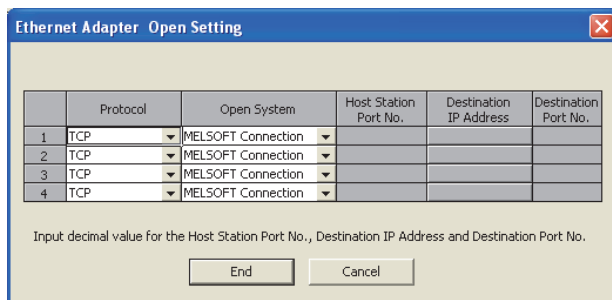 Ethernet Adapter Open Setting
Protocol Open System Host Station Port No. Destination IP Address Destination Port No.
1 TCP MELSOFT Connection
2 TCP MELSOFT Connection
3 TCP MELSOFT Connection
4 TCP MELSOFT Connection
Input decimal value for the Host Station Port No., Destination IP Address and Destination Port No.
End Cancel